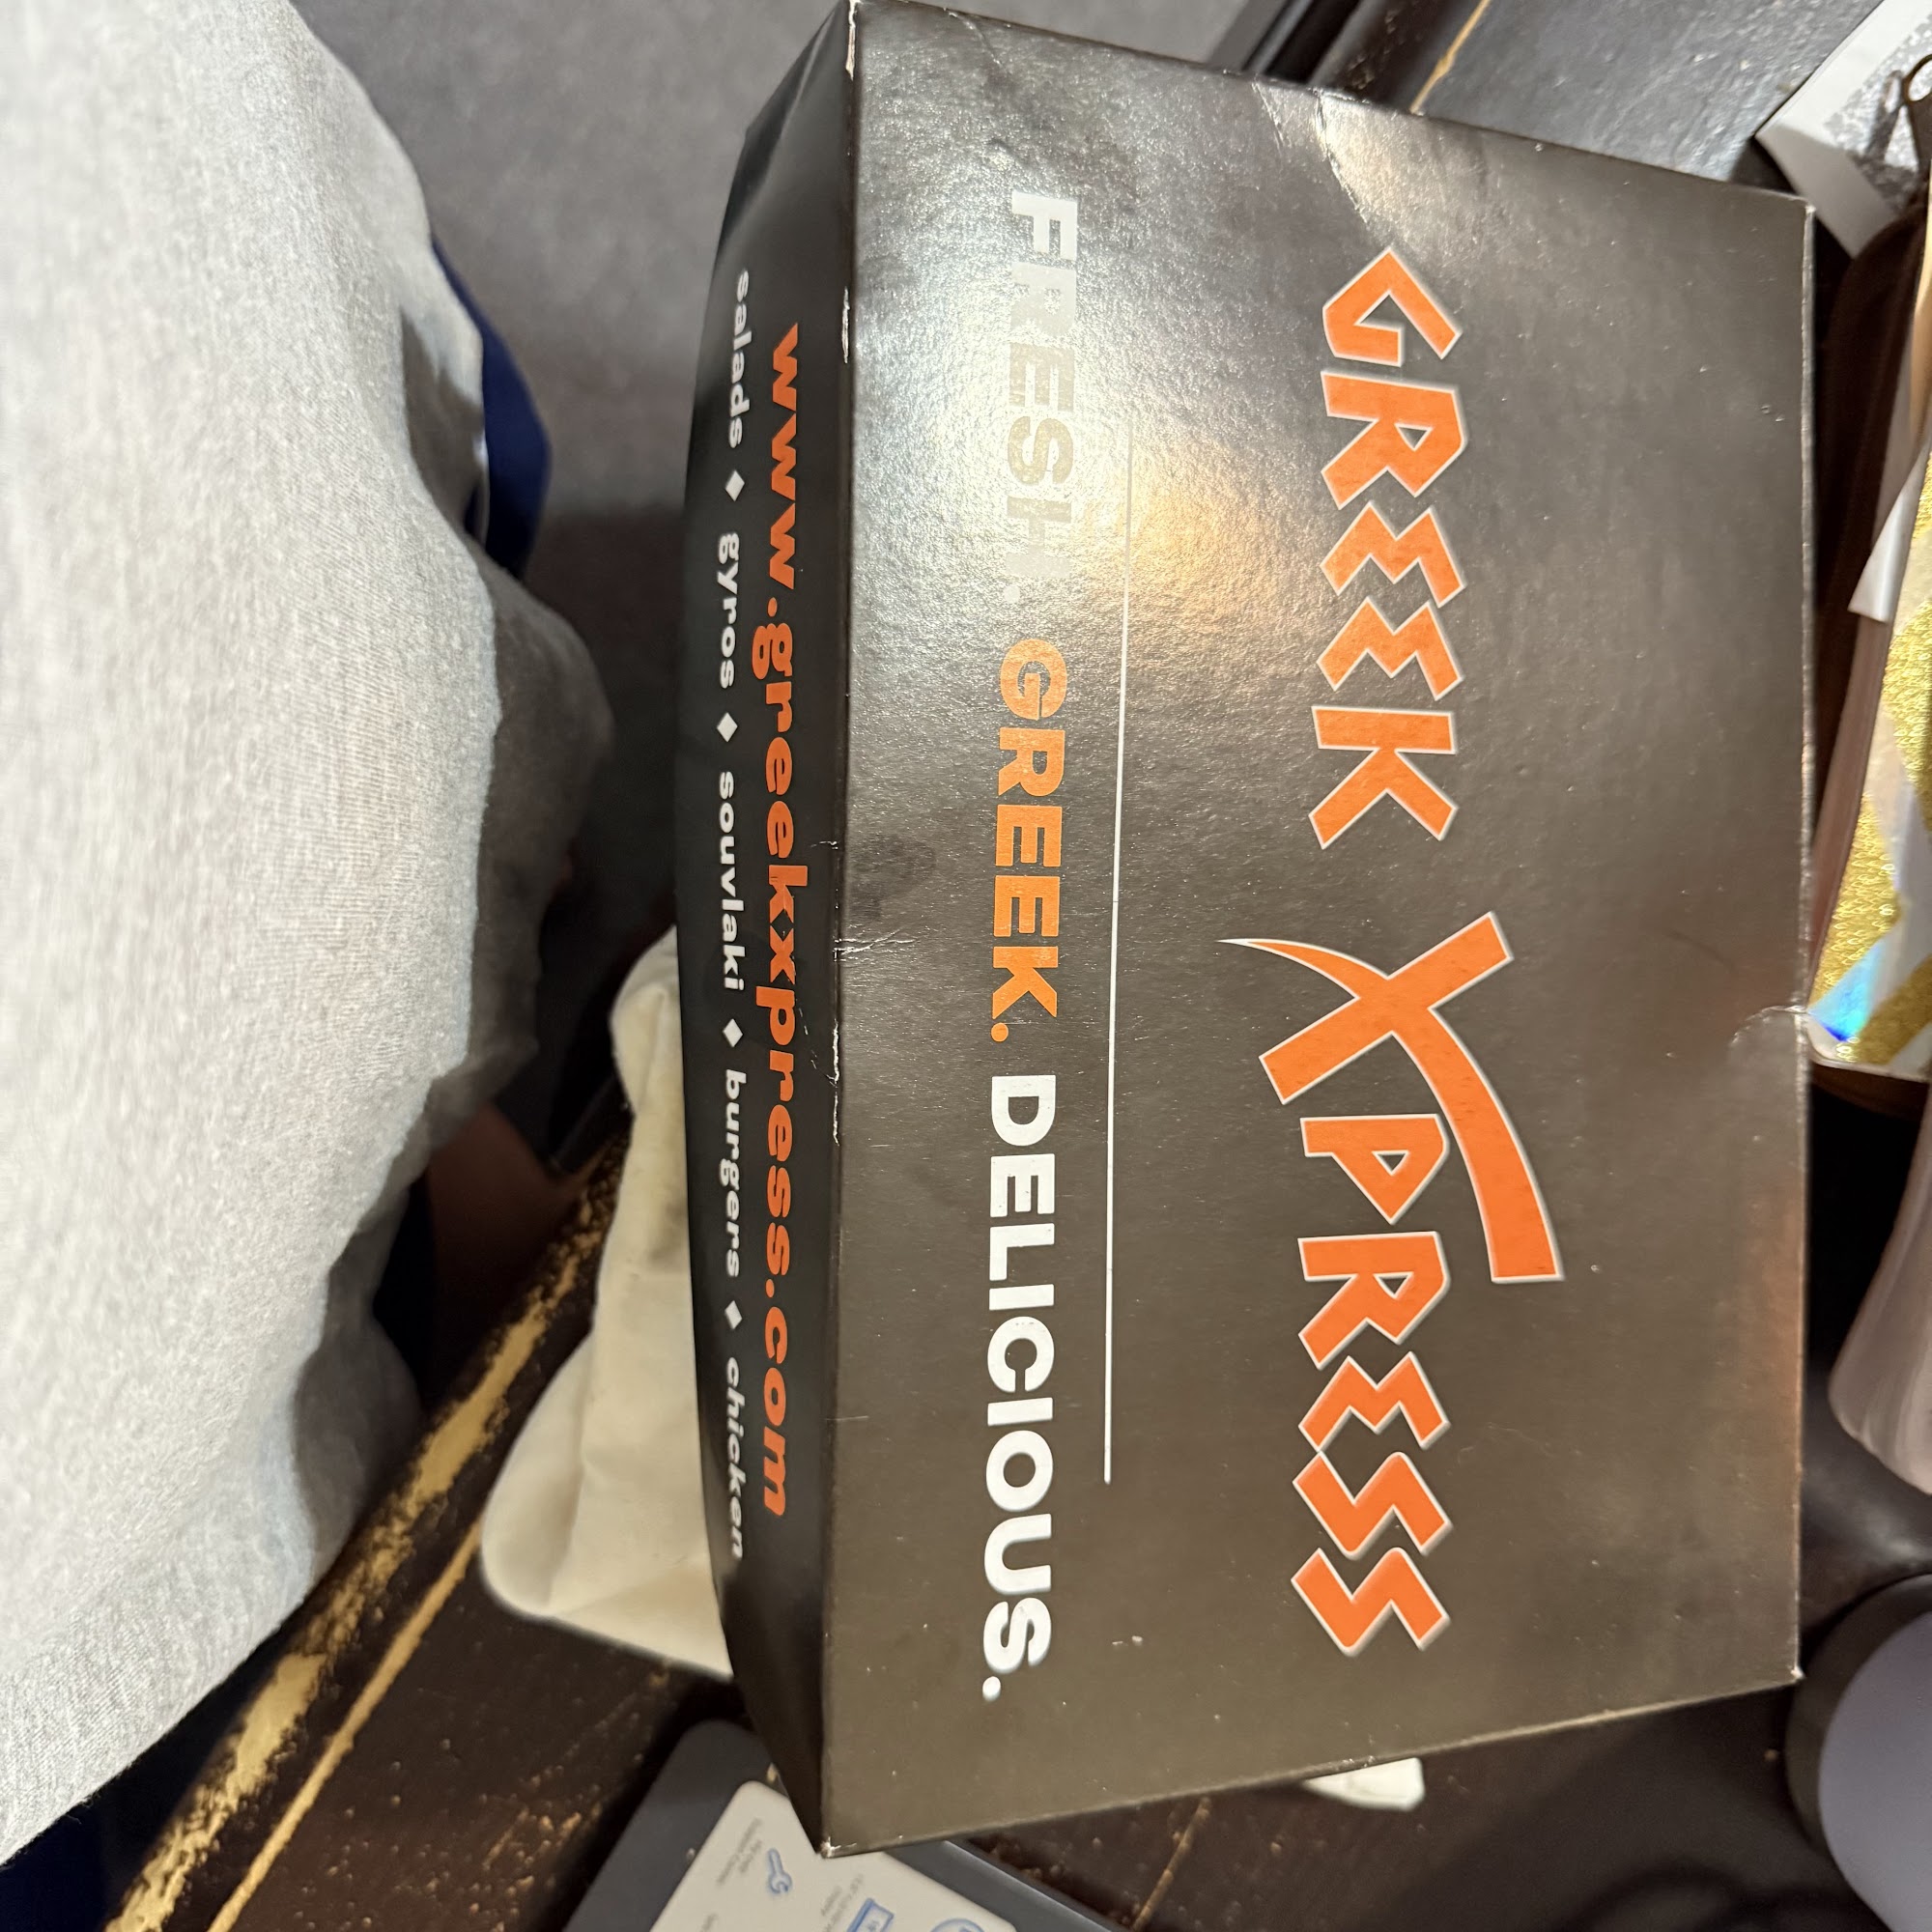 GREEK XPRESS
FRESH. GREEK. DELICIOUS.
www.greekxpress.com
salads ♦ gyros ♦ souvlaki ♦ burgers ♦ chicken